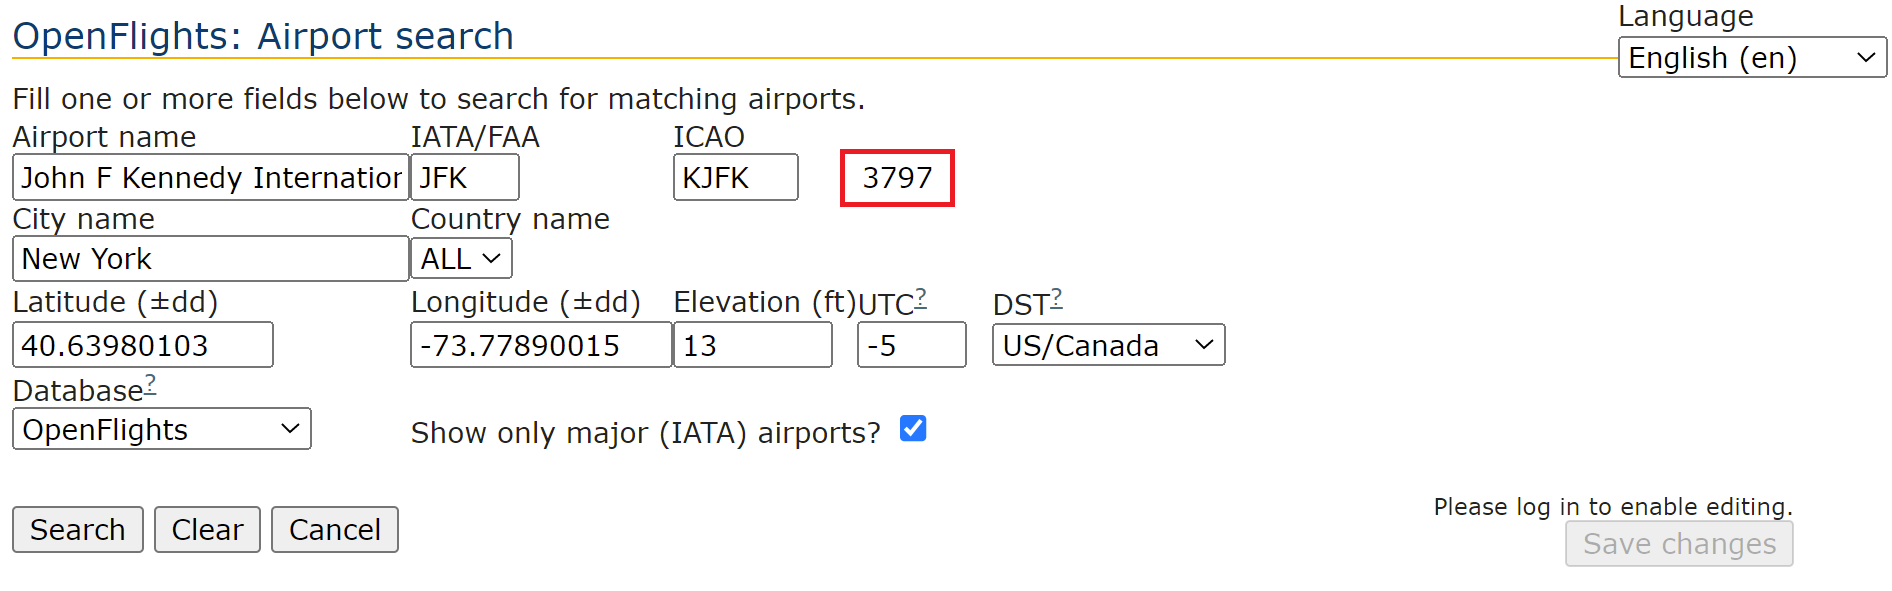 OpenFlights: Airport search
Language
English (en)
Fill one or more fields below to search for matching airports.
Airport name IATA/FAA ICAO
John F Kennedy Internation JFK KJFK 3797
City name Country name
New York ALL
Latitude (±dd) Longitude (±dd) Elevation (ft) UTC? DST?
40.63980103 -73.77890015 13 -5 US/Canada
Database?
OpenFlights Show only major (IATA) airports?
Please log in to enable editing.
Search Clear Cancel Save changes